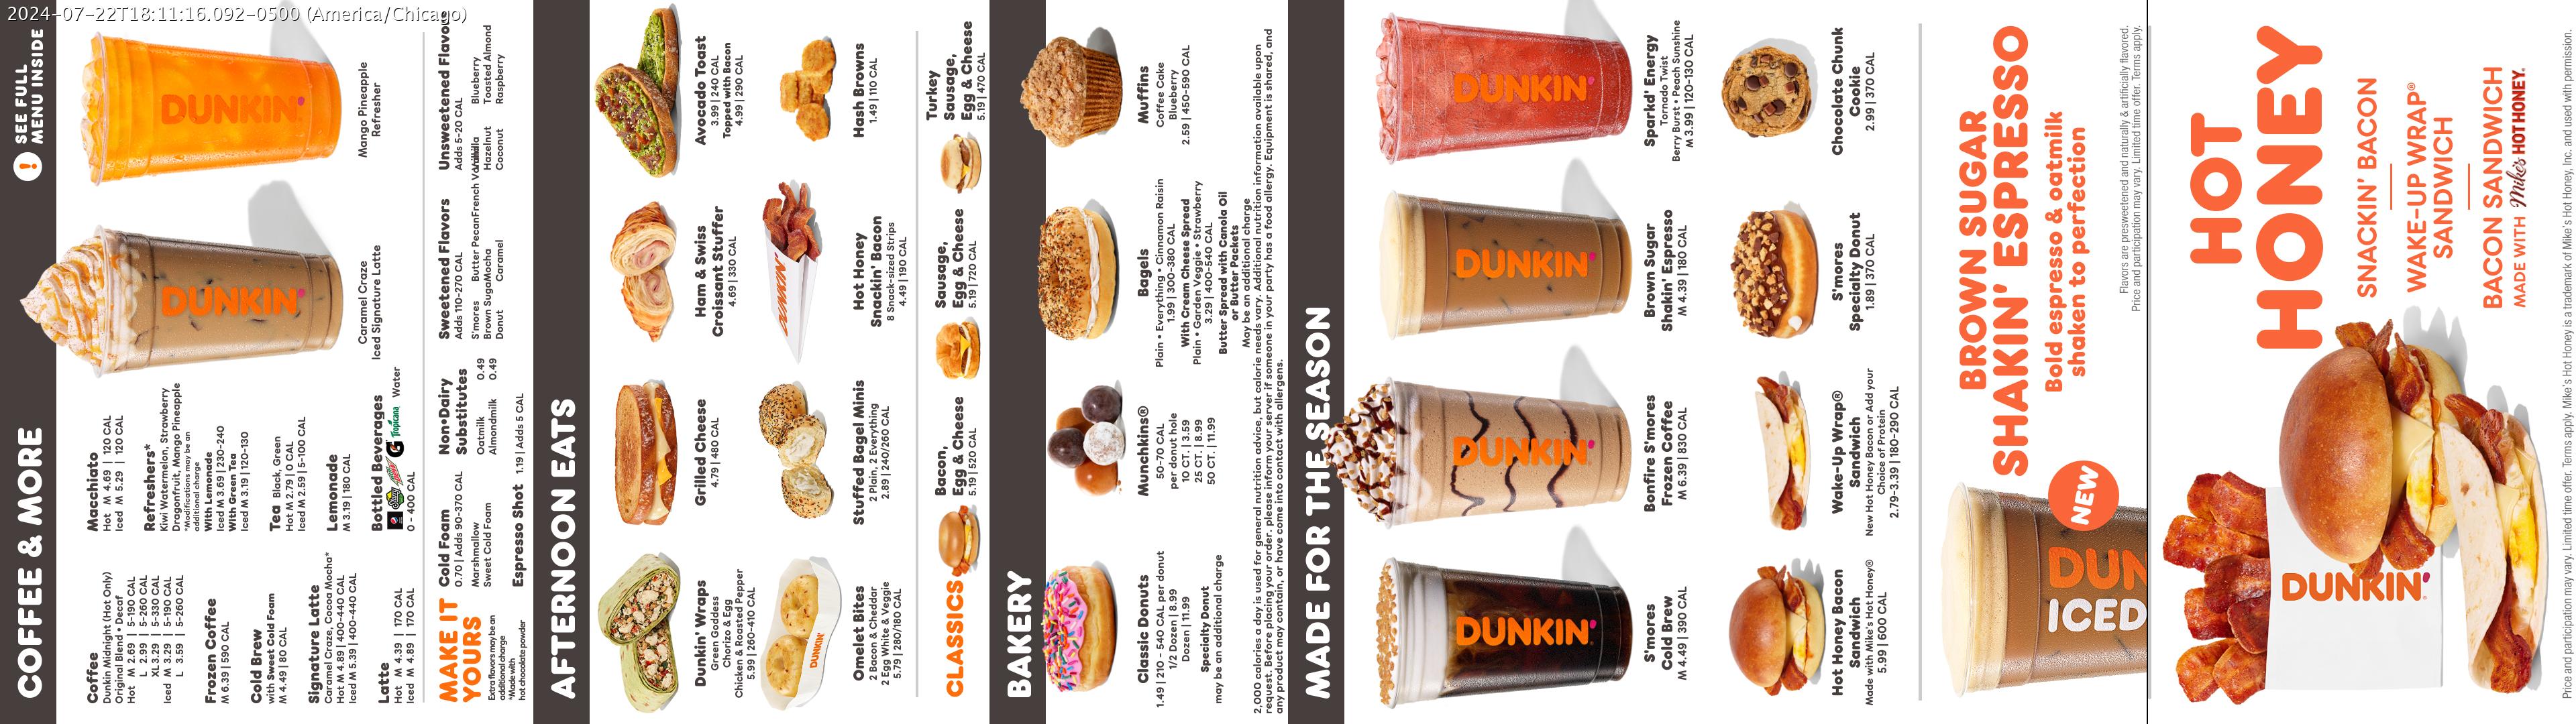 2024-07-22T18:11:16.092-0500 (America/Chicago)
COFFEE & MORE
! SEE FULL
MENU INSIDE
Coffee
Dunkin Midnight (Hot Only)
Original Blend • Decaf
Hot M 2.69 | 5-190 CAL
L 2.99 | 5-260 CAL
XL 3.29 | 5-330 CAL
Iced M 3.29 | 5-190 CAL
L 3.59 | 5-260 CAL
Frozen Coffee
M 6.39 | 590 CAL
Cold Brew
with Sweet Cold Foam
M 4.49 | 80 CAL
Signature Latte
Caramel Craze, Cocoa Mocha*
Hot M 4.89 | 400-440 CAL
Iced M 5.39 | 400-440 CAL
Latte
Hot M 4.39 | 170 CAL
Iced M 4.89 | 170 CAL
Macchiato
Hot M 4.69 | 120 CAL
Iced M 5.29 | 120 CAL
Refreshers*
Kiwi Watermelon, Strawberry
Dragonfruit, Mango Pineapple
*Modifications may be an
additional charge
With Lemonade
Iced M 3.69 | 230-240
With Green Tea
Iced M 3.19 | 120-130
Tea Black, Green
Hot M 2.79 | 0 CAL
Iced M 2.59 | 5-100 CAL
Lemonade
M 3.19 | 180 CAL
Bottled Beverages
Tropicana Water
0 - 400 CAL
DUNKIN'
Caramel Craze
Iced Signature Latte
DUNKIN'
Mango Pineapple
Refresher
MAKE IT
YOURS
Extra flavors may be an
additional charge
*Made with
hot chocolate powder
Cold Foam
0.70 | Adds 90-370 CAL
Marshmallow
Sweet Cold Foam
Espresso Shot 1.19 | Adds 5 CAL
Non•Dairy
Substitutes
Oatmilk 0.49
Almondmilk 0.49
Sweetened Flavors
Adds 110-270 CAL
S'mores Butter Pecan French Vanilla
Brown Sugar Mocha
Donut Caramel
Unsweetened Flavors
Adds 5-20 CAL
Blueberry
Hazelnut Toasted Almond
Coconut Raspberry
AFTERNOON EATS
Dunkin' Wraps
Green Goddess
Chorizo & Egg
Chicken & Roasted Pepper
5.99 | 260-410 CAL
Grilled Cheese
4.79 | 480 CAL
Ham & Swiss
Croissant Stuffer
4.69 | 330 CAL
Avocado Toast
3.99 | 240 CAL
Topped with Bacon
4.99 | 290 CAL
DUNKIN'
Omelet Bites
2 Bacon & Cheddar
2 Egg White & Veggie
5.79 | 280/180 CAL
Stuffed Bagel Minis
2 Plain, 2 Everything
2.89 | 240/260 CAL
DUNKIN'
Hot Honey
Snackin' Bacon
8 Snack-sized Strips
4.49 | 190 CAL
Hash Browns
1.49 | 110 CAL
CLASSICS
Bacon,
Egg & Cheese
5.19 | 520 CAL
Sausage,
Egg & Cheese
5.19 | 720 CAL
Turkey
Sausage,
Egg & Cheese
5.19 | 470 CAL
BAKERY
Classic Donuts
1.49 | 210 - 540 CAL per donut
1/2 Dozen | 8.99
Dozen | 11.99
Specialty Donut
may be an additional charge
Munchkins®
50-70 CAL
per donut hole
10 CT. | 3.59
25 CT. | 8.99
50 CT. | 11.99
Bagels
Plain • Everything • Cinnamon Raisin
1.99 | 300-380 CAL
With Cream Cheese Spread
Plain • Garden Veggie • Strawberry
3.29 | 400-540 CAL
Butter Spread with Canola Oil
or Butter Packets
May be an additional charge
Muffins
Coffee Cake
Blueberry
2.59 | 450-590 CAL
2,000 calories a day is used for general nutrition advice, but calorie needs vary. Additional nutrition information available upon
request. Before placing your order, please inform your server if someone in your party has a food allergy. Equipment is shared, and
any product may contain, or have come into contact with allergens.
MADE FOR THE SEASON
DUNKIN'
S'mores
Cold Brew
M 4.49 | 390 CAL
DUNKIN'
Bonfire S'mores
Frozen Coffee
M 6.39 | 830 CAL
DUNKIN'
Brown Sugar
Shakin' Espresso
M 4.39 | 180 CAL
DUNKIN'
Sparkd' Energy
Tornado Twist
Berry Burst • Peach Sunshine
M 3.99 | 120-130 CAL
Hot Honey Bacon
Sandwich
Made with Mike's Hot Honey®
5.99 | 600 CAL
Wake-Up Wrap®
Sandwich
New Hot Honey Bacon or Add your
Choice of Protein
2.79-3.39 | 180-290 CAL
S'mores
Specialty Donut
1.89 | 370 CAL
Chocolate Chunk
Cookie
2.99 | 370 CAL
DUN
ICED
NEW
BROWN SUGAR
SHAKIN' ESPRESSO
Bold espresso & oatmilk
shaken to perfection
Flavors are presweetened and naturally & artificially flavored.
Price and participation may vary. Limited time offer. Terms apply.
HOT
HONEY
SNACKIN' BACON
WAKE-UP WRAP®
SANDWICH
BACON SANDWICH
MADE WITH Mike's HOT HONEY.
DUNKIN'
Price and participation may vary. Limited time offer. Terms apply. Mike's Hot Honey is a trademark of Mike's Hot Honey, Inc. and used with permission.